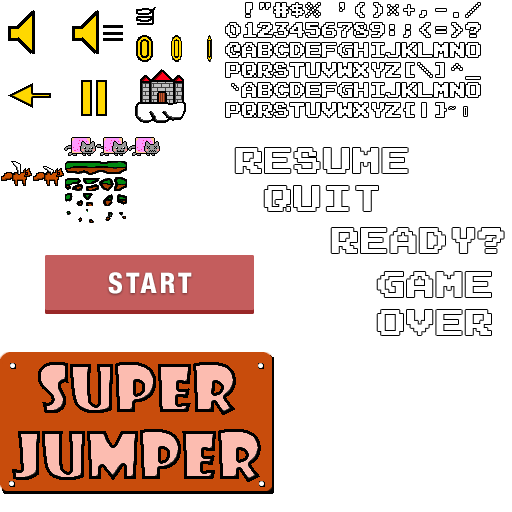 !"#$% '()×+,-./
0123456789:;<=>?
@ABCDEFGHIJKLMNO
PQRSTUVWXYZ[\]^_
`ABCDEFGHIJKLMNO
PQRSTUVWXYZ{|}~
RESUME
QUIT
READY?
GAME
OVER
START
SUPER
JUMPER